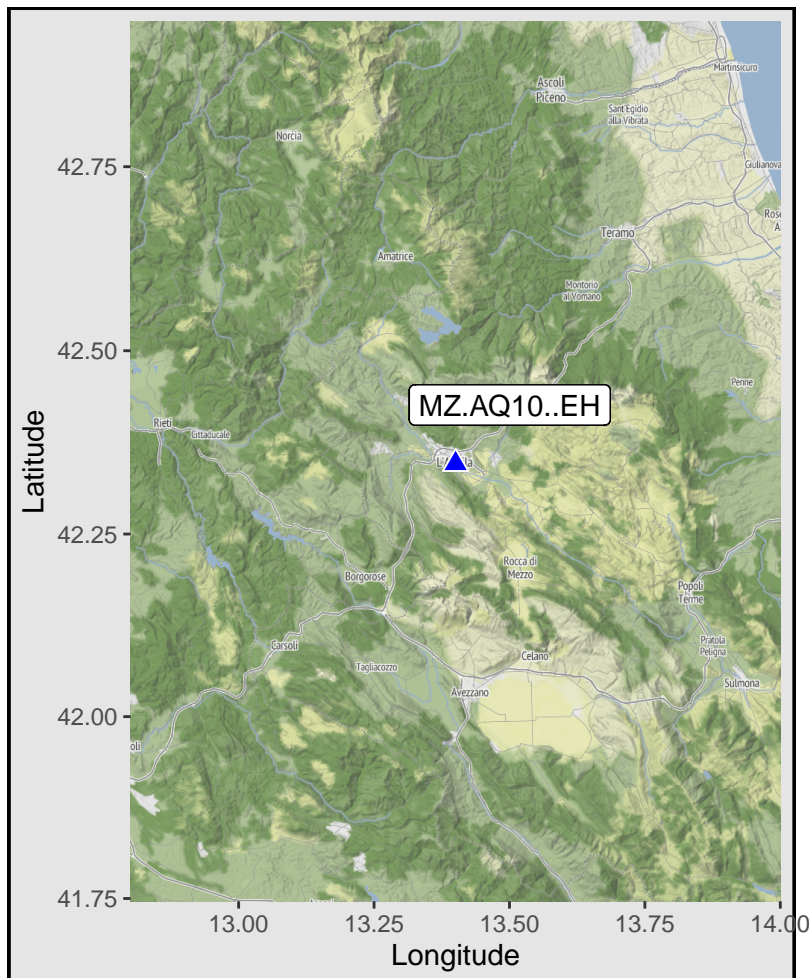 Martinsicuro
Ascoli
Piceno
Sant'Egidio
alla Vibrata
Norcia
42.75
Giulianova
Teramo
Amatrice
Montorio
al Vomano
42.50
Penne
MZ.AQ10..EH
Rieti
Cittaducale
Latitude
42.25
Rocca di
Mezzo
Borgorose
Popoli
Terme
Carsoli
Pratola
Peligna
Celano
Tagliacozzo
Sulmona
Avezzano
42.00
41.75
13.00
13.25
13.50
13.75
14.00
Longitude